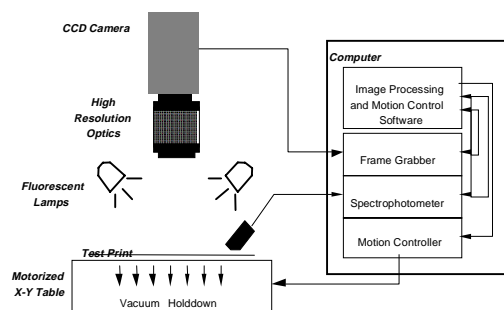 CCD Camera
High
Resolution
Optics
Fluorescent
Lamps
Test Print
Motorized
X-Y Table
Vacuum Holddown
Computer
Image Processing
and Motion Control
Software
Frame Grabber
Spectrophotometer
Motion Controller